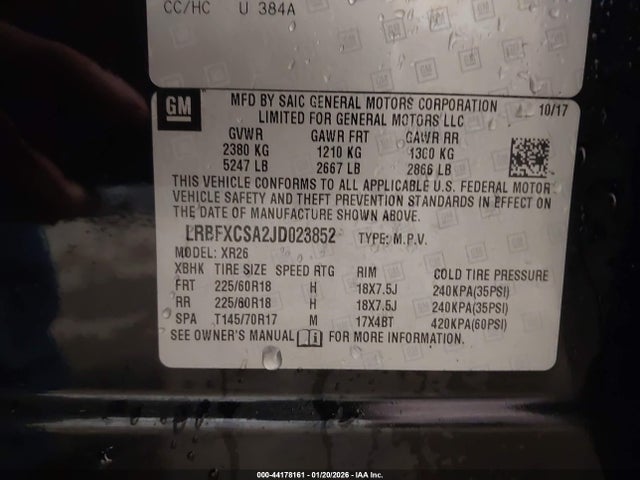 CC/HC U 384A
GM MFD BY SAIC GENERAL MOTORS CORPORATION 10/17
LIMITED FOR GENERAL MOTORS LLC
GVWR GAWR FRT GAWR RR
2380 KG 1210 KG 1300 KG
5247 LB 2667 LB 2866 LB
THIS VEHICLE CONFORMS TO ALL APPLICABLE U.S. FEDERAL MOTOR
VEHICLE SAFETY AND THEFT PREVENTION STANDARDS IN EFFECT ON
THE DATE OF MANUFACTURE SHOWN ABOVE.
LRBFXCSA2JD023852 TYPE: M.P.V.
MODEL: XR26
XBHK TIRE SIZE SPEED RTG RIM COLD TIRE PRESSURE
FRT 225/60R18 H 18X7.5J 240KPA(35PSI)
RR 225/60R18 H 18X7.5J 240KPA(35PSI)
SPA T145/70R17 M 17X4BT 420KPA(60PSI)
SEE OWNER'S MANUAL i FOR MORE INFORMATION.
000-44178161 - 01/20/2026 - IAA Inc.